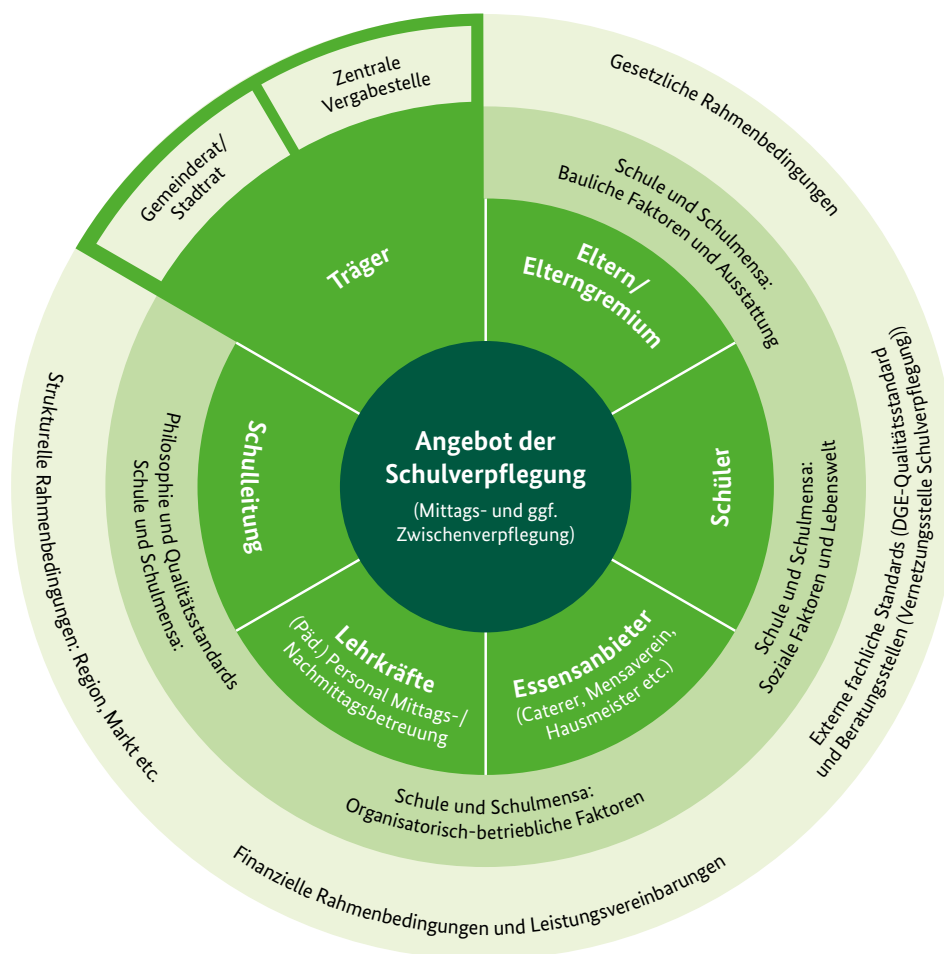 Zentrale
Vergabestelle
Gemeinderat/
Stadtrat
Träger
Gesetzliche Rahmenbedingungen
Schule und Schulmensa:
Bauliche Faktoren und Ausstattung
Eltern/
Elterngremium
Angebot der
Schulverpflegung
(Mittags- und ggf.
Zwischenverpflegung)
Schüler
Schule und Schulmensa:
Soziale Faktoren und Lebenswelt
Externe fachliche Standards (DGE-Qualitätsstandard
und Beratungsstellen (Vernetzungsstelle Schulverpflegung))
Essensanbieter
(Caterer, Mensaverein,
Hausmeister etc.)
Lehrkräfte
(Päd.) Personal Mittags-/
Nachmittagsbetreuung
Schule und Schulmensa:
Organisatorisch-betriebliche Faktoren
Finanzielle Rahmenbedingungen und Leistungsvereinbarungen
Schulleitung
Philosophie und Qualitätsstandards
Schule und Schulmensa:
Strukturelle Rahmenbedingungen: Region, Markt etc.